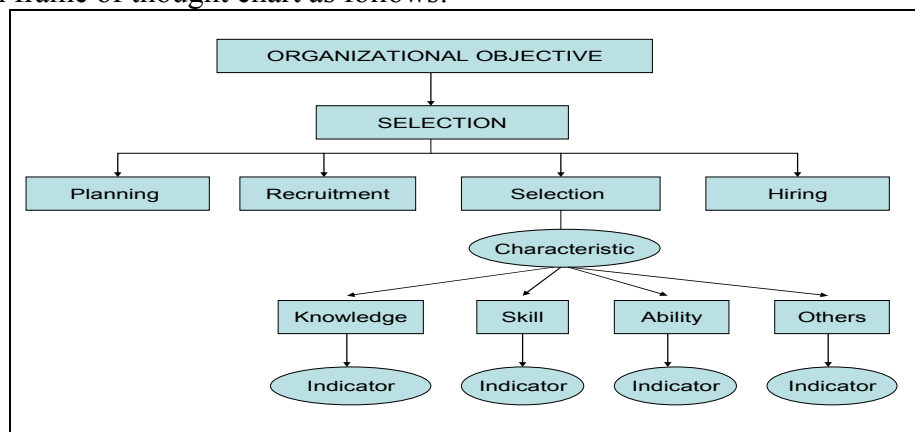 A frame of thought chart as follows:
ORGANIZATIONAL OBJECTIVE
SELECTION
Planning Recruitment Selection Hiring
Characteristic
Knowledge Skill Ability Others
Indicator Indicator Indicator Indicator